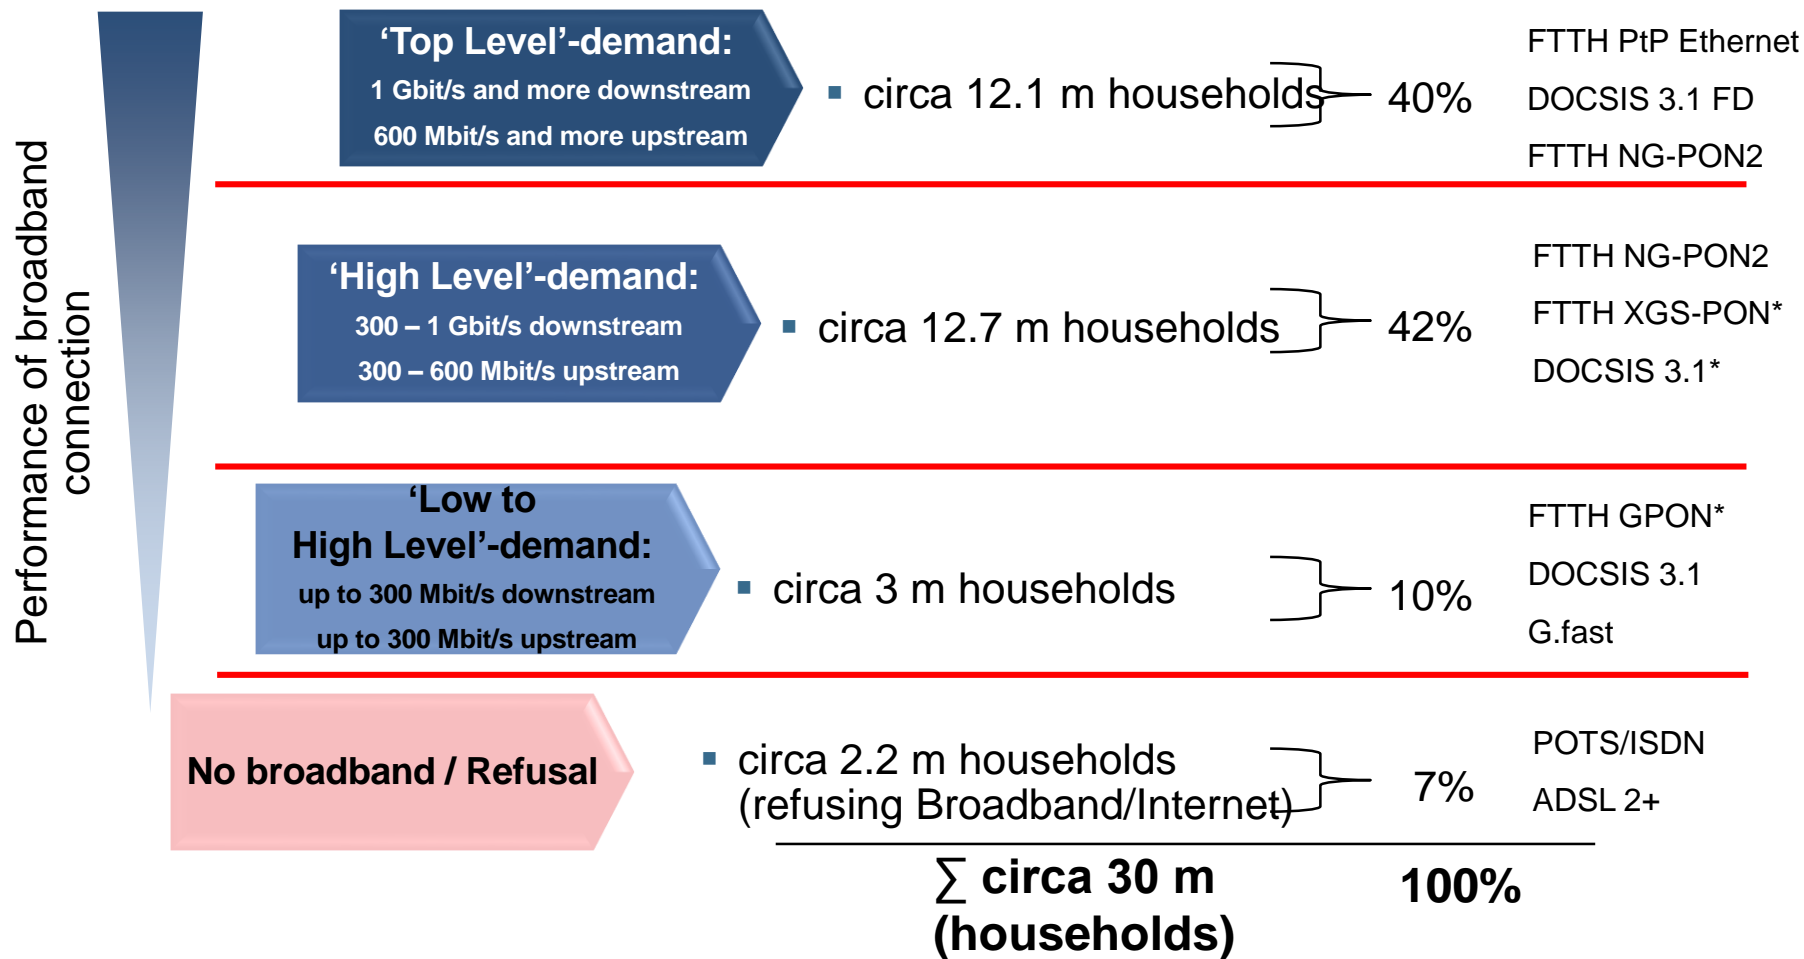 Performance of broadband
connection
‘Top Level’-demand:
1 Gbit/s and more downstream
600 Mbit/s and more upstream
▪ circa 12.1 m households
40%
FTTH PtP Ethernet
DOCSIS 3.1 FD
FTTH NG-PON2
‘High Level’-demand:
300 – 1 Gbit/s downstream
300 – 600 Mbit/s upstream
▪ circa 12.7 m households
42%
FTTH NG-PON2
FTTH XGS-PON*
DOCSIS 3.1*
‘Low to
High Level’-demand:
up to 300 Mbit/s downstream
up to 300 Mbit/s upstream
▪ circa 3 m households
10%
FTTH GPON*
DOCSIS 3.1
G.fast
No broadband / Refusal
▪ circa 2.2 m households
(refusing Broadband/Internet)
7%
POTS/ISDN
ADSL 2+
∑ circa 30 m
(households)
100%